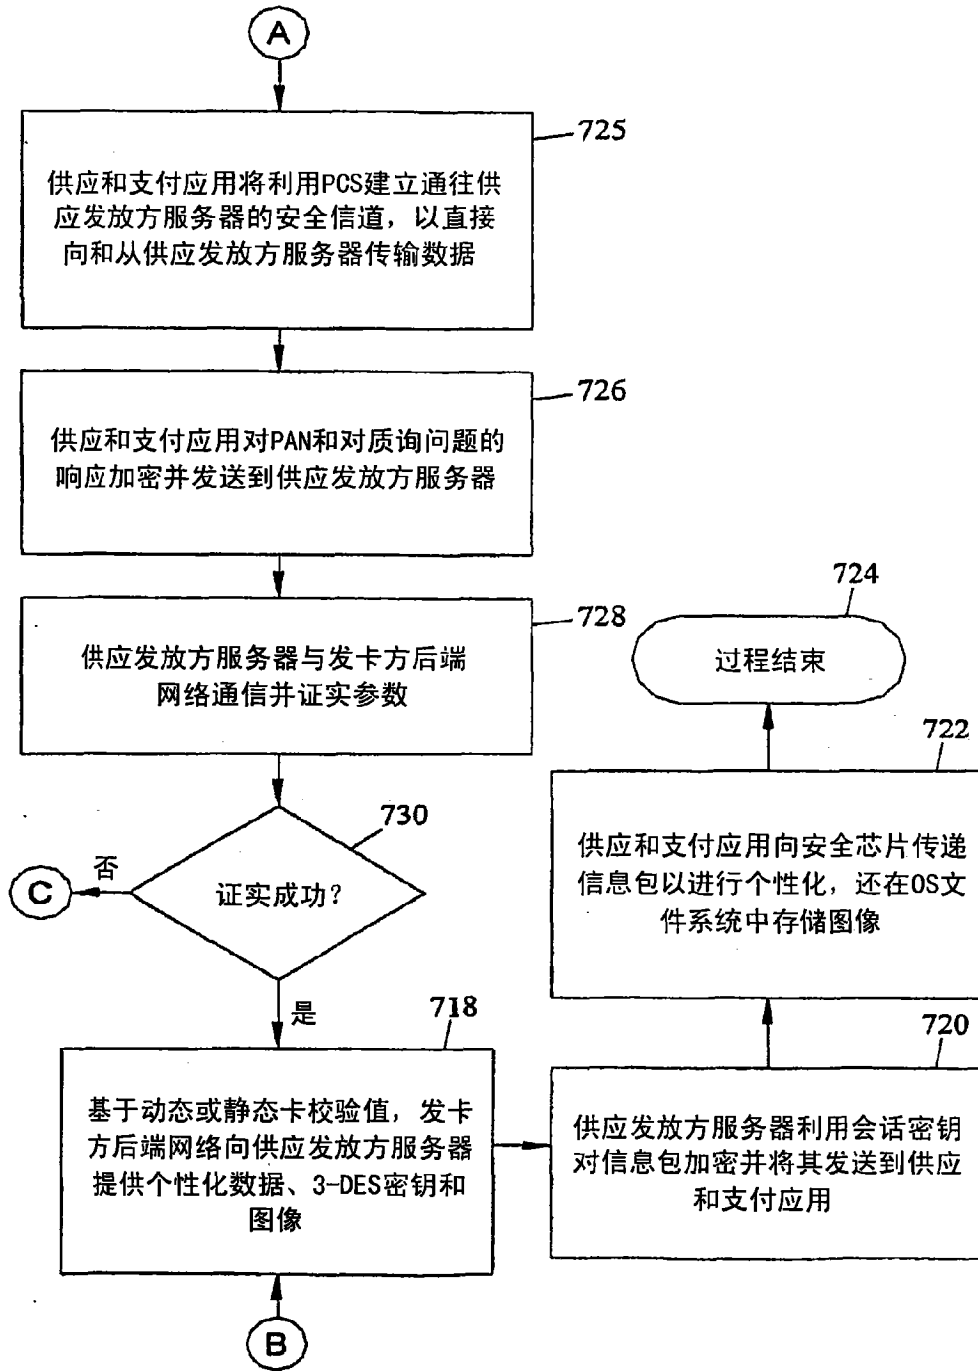 A
725
供应和支付应用将利用PCS建立通往供
应发放方服务器的安全信道，以直接
向和从供应发放方服务器传输数据
726
供应和支付应用对PAN和对质询问题的
响应加密并发送到供应发放方服务器
728
供应发放方服务器与发卡方后端
网络通信并证实参数
730
证实成功？
否
C
是
718
基于动态或静态卡校验值，发卡
方后端网络向供应发放方服务器
提供个性化数据、3-DES密钥和
图像
B
720
供应发放方服务器利用会话密钥
对信息包加密并将其发送到供应
和支付应用
722
供应和支付应用向安全芯片传递
信息包以进行个性化，还在OS文
件系统中存储图像
724
过程结束